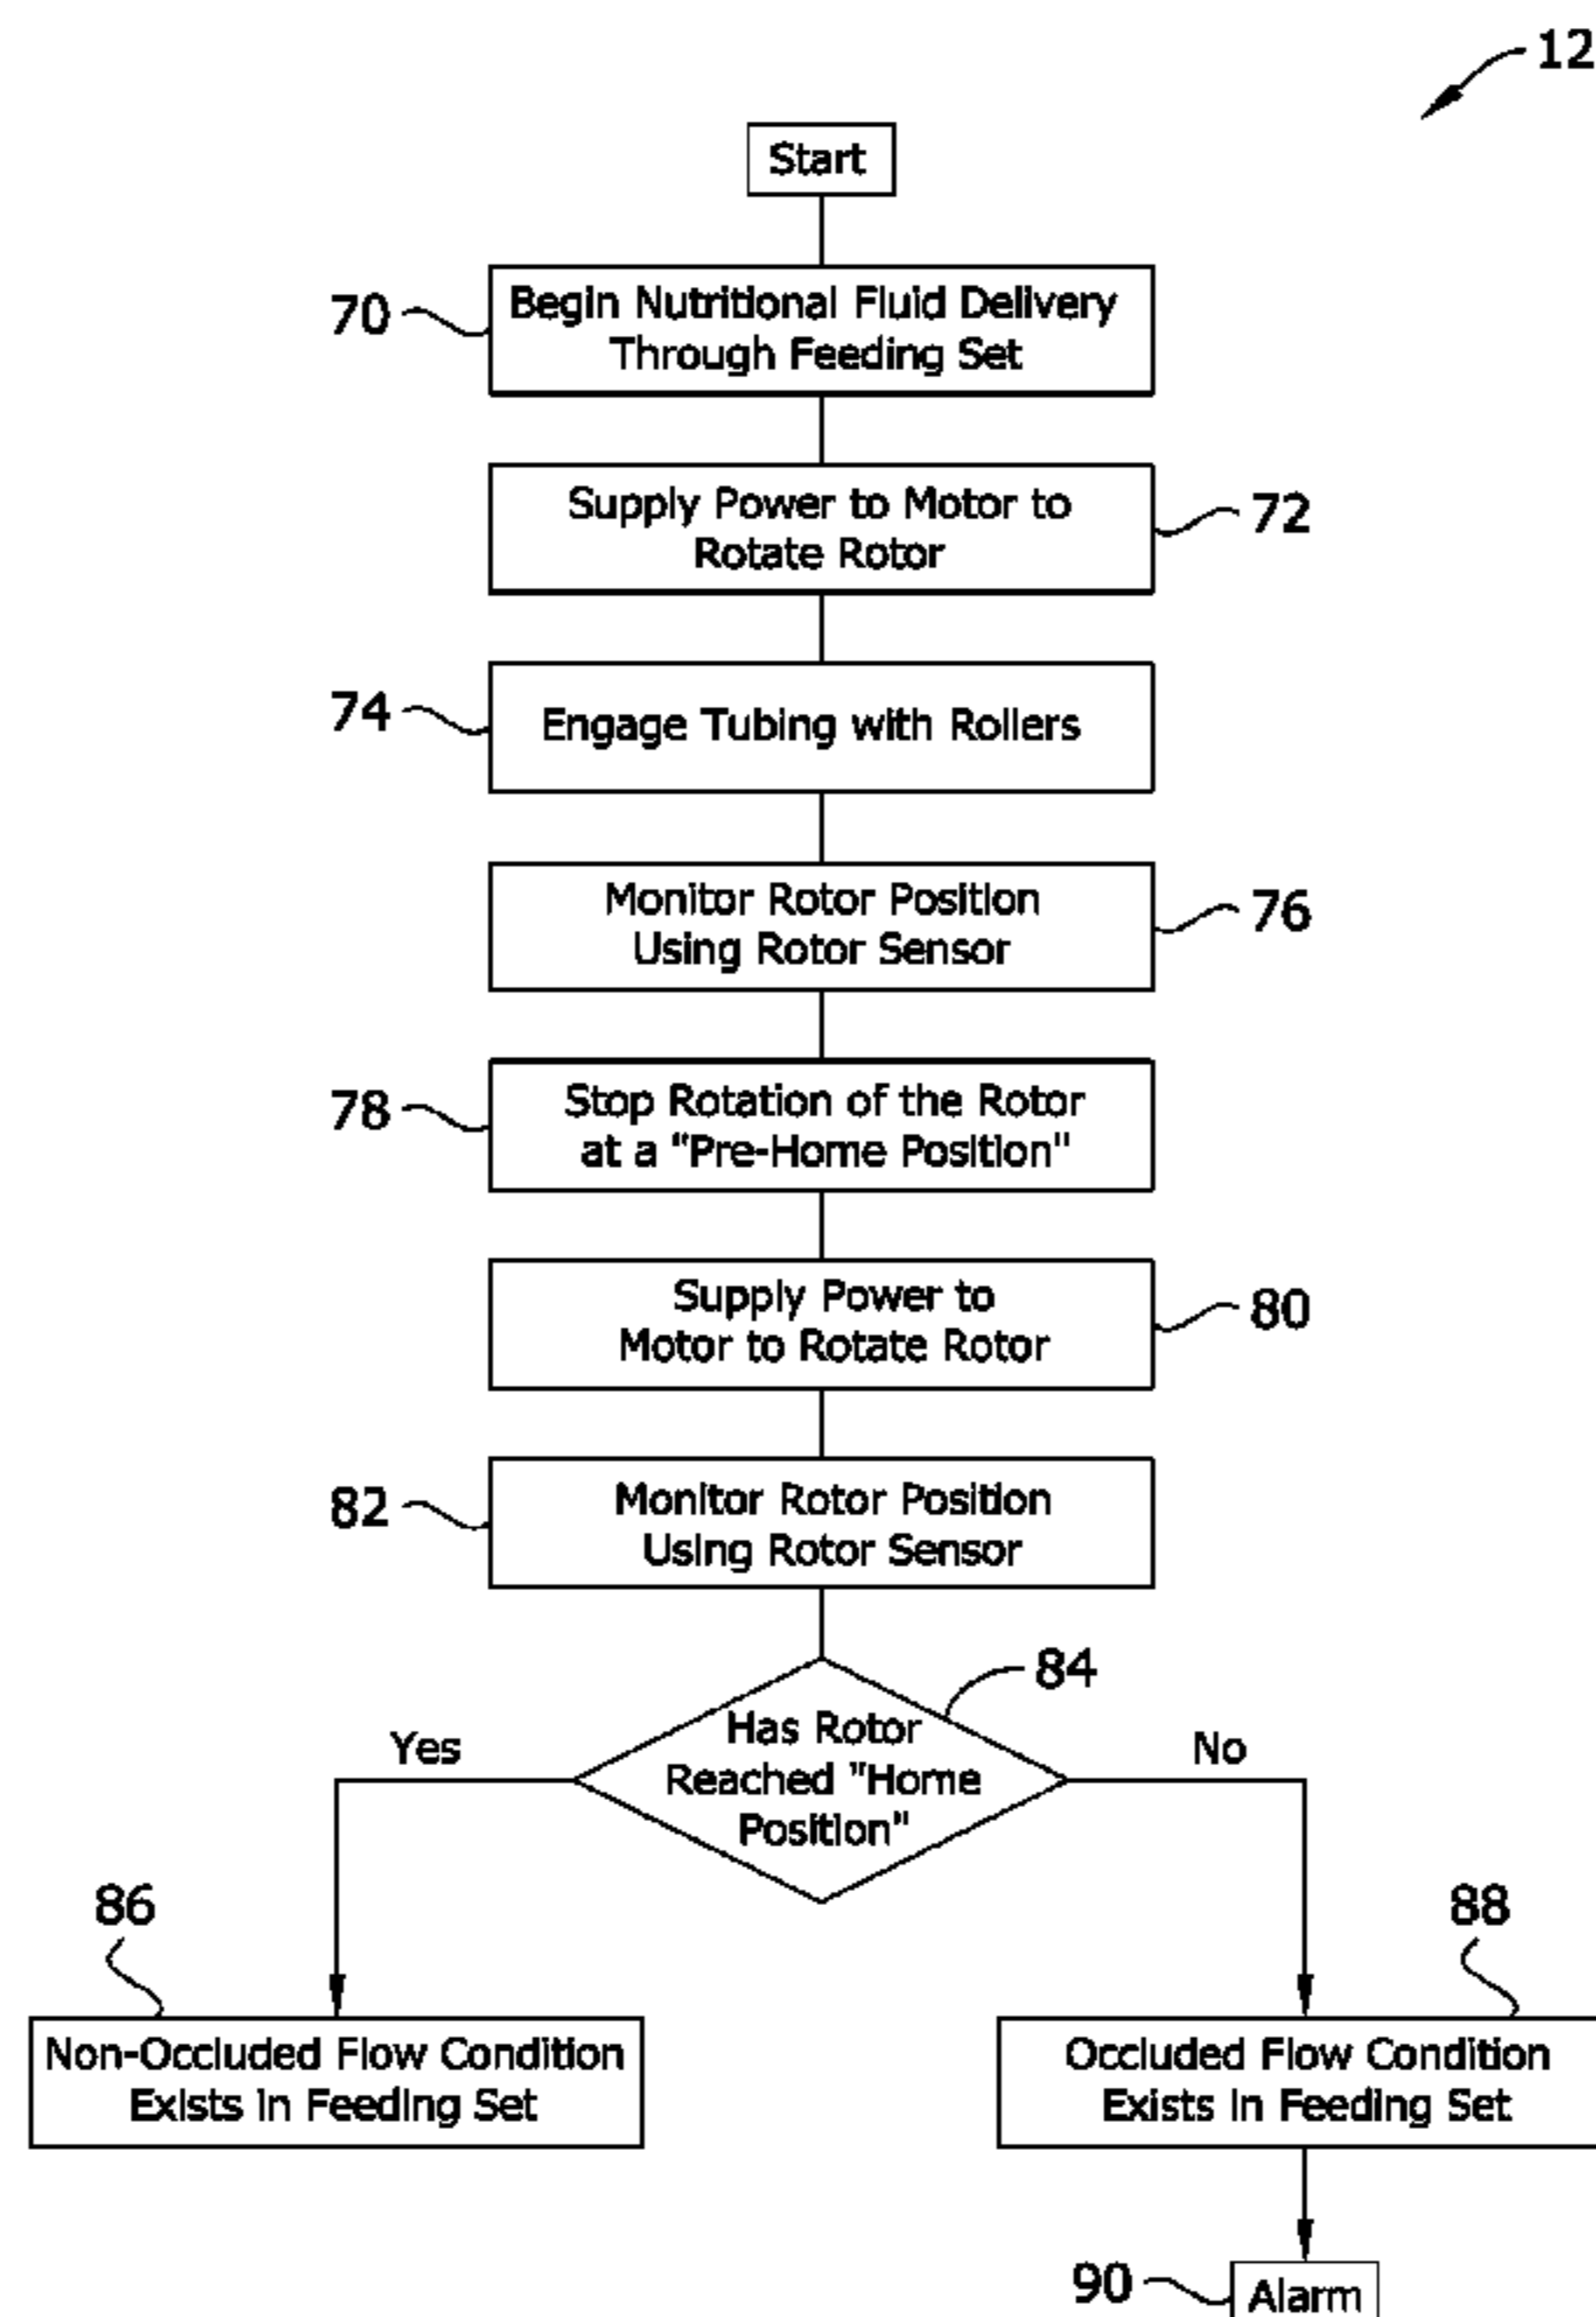 12
Start
70
Begin Nutritional Fluid Delivery
Through Feeding Set
Supply Power to Motor to
Rotate Rotor
72
74
Engage Tubing with Rollers
Monitor Rotor Position
Using Rotor Sensor
76
78
Stop Rotation of the Rotor
at a "Pre-Home Position"
Supply Power to
Motor to Rotate Rotor
80
82
Monitor Rotor Position
Using Rotor Sensor
84
Has Rotor
Reached "Home
Position"
Yes
No
86
88
Non-Occluded Flow Condition
Exists in Feeding Set
Occluded Flow Condition
Exists in Feeding Set
90
Alarm